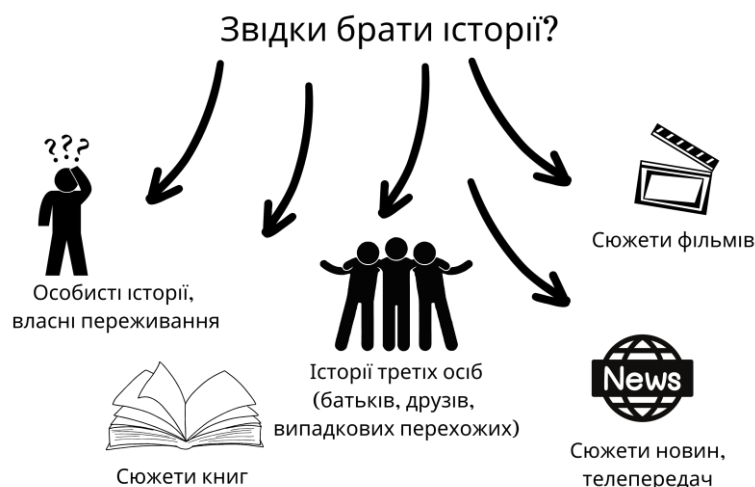 Звідки брати історії?
???
Сюжети фільмів
Особисті історії,
власні переживання
Історії третіх осіб
(батьків, друзів,
випадкових перехожих)
News
Сюжети книг
Сюжети новин,
телепередач